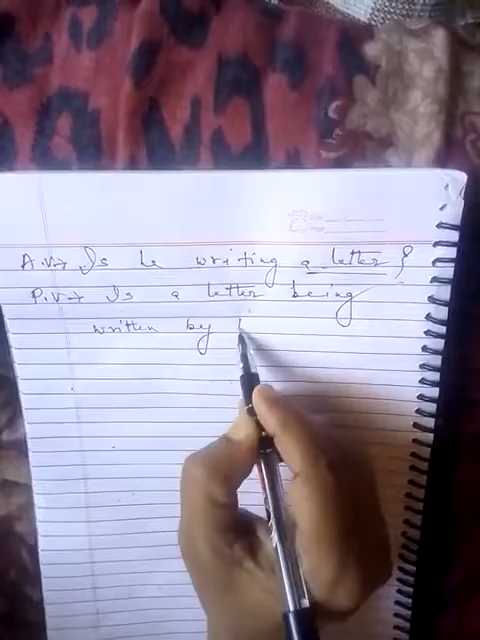 A.V→ Is he writing a letter?
P.V→ Is a letter being
written by